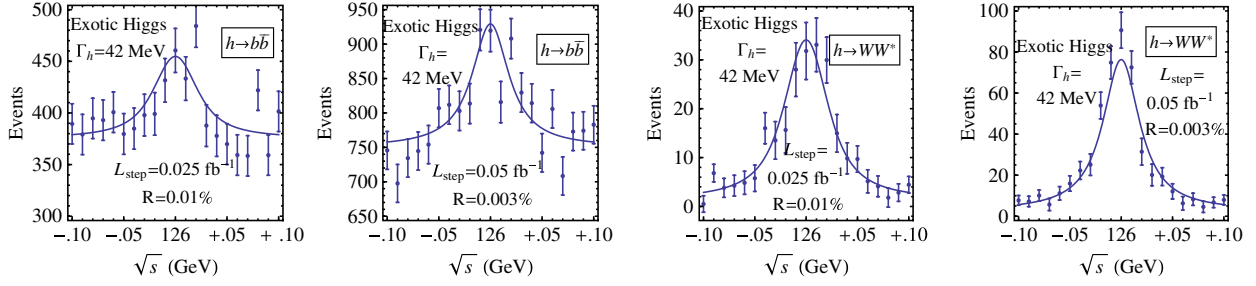 500
450
400
350
300
Events
Exotic Higgs
Γh=42 MeV
h→bb̅
Lstep=0.025 fb⁻¹
R=0.01%
−.10 −.05 126 +.05 +.10
√s (GeV)
950
900
850
800
750
700
650
Events
Exotic Higgs
Γh=
42 MeV
h→bb̅
Lstep=0.05 fb⁻¹
R=0.003%
−.10 −.05 126 +.05 +.10
√s (GeV)
40
30
20
10
0
Events
Exotic Higgs
Γh=
42 MeV
h→WW*
Lstep=
0.025 fb⁻¹
R=0.01%
−.10 −.05 126 +.05 +.10
√s (GeV)
100
80
60
40
20
0
Events
Exotic Higgs
Γh=
42 MeV
h→WW*
Lstep=
0.05 fb⁻¹
R=0.003%
−.10 −.05 126 +.05 +.10
√s (GeV)